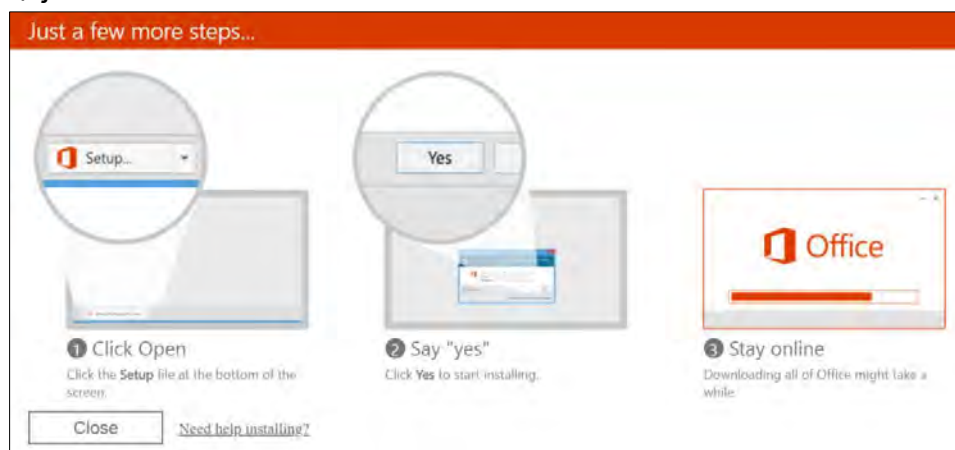 Just a few more steps...
Setup...
Yes
Office
1 Click Open
Click the Setup file at the bottom of the
screen.
2 Say "yes"
Click Yes to start installing.
3 Stay online
Downloading all of Office might take a
while.
Close
Need help installing?